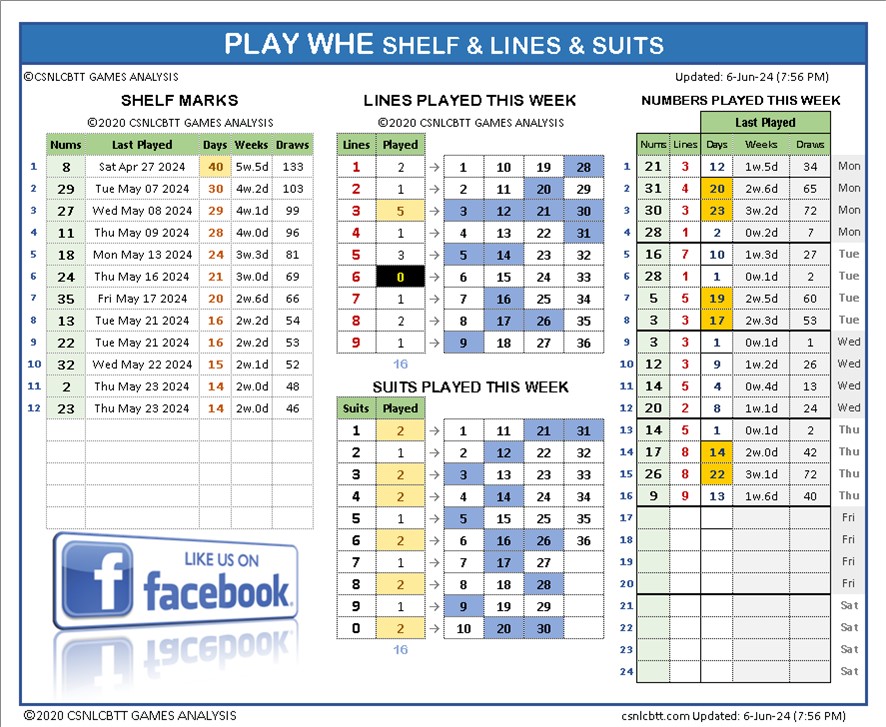 PLAY WHE SHELF & LINES & SUITS
©CSNLCBTT GAMES ANALYSIS
Updated: 6-Jun-24 (7:56 PM)
SHELF MARKS
©2020 CSNLCBTT GAMES ANALYSIS
Nums Last Played Days Weeks Draws
1 8 Sat Apr 27 2024 40 5w.5d 133
2 29 Tue May 07 2024 30 4w.2d 103
3 27 Wed May 08 2024 29 4w.1d 99
4 11 Thu May 09 2024 28 4w.0d 96
5 18 Mon May 13 2024 24 3w.3d 81
6 24 Thu May 16 2024 21 3w.0d 69
7 35 Fri May 17 2024 20 2w.6d 66
8 13 Tue May 21 2024 16 2w.2d 54
9 22 Tue May 21 2024 16 2w.2d 53
10 32 Wed May 22 2024 15 2w.1d 52
11 2 Thu May 23 2024 14 2w.0d 48
12 23 Thu May 23 2024 14 2w.0d 46
LIKE US ON
f facebook®
LINES PLAYED THIS WEEK
©2020 CSNLCBTT GAMES ANALYSIS
Lines Played
1 2 → 1 10 19 28
2 1 → 2 11 20 29
3 5 → 3 12 21 30
4 1 → 4 13 22 31
5 3 → 5 14 23 32
6 0 → 6 15 24 33
7 1 → 7 16 25 34
8 2 → 8 17 26 35
9 1 → 9 18 27 36
16
SUITS PLAYED THIS WEEK
Suits Played
1 2 → 1 11 21 31
2 1 → 2 12 22 32
3 2 → 3 13 23 33
4 2 → 4 14 24 34
5 1 → 5 15 25 35
6 2 → 6 16 26 36
7 1 → 7 17 27
8 2 → 8 18 28
9 1 → 9 19 29
0 2 → 10 20 30
16
NUMBERS PLAYED THIS WEEK
Last Played
Nums Lines Days Weeks Draws
1 21 3 12 1w.5d 34 Mon
2 31 4 20 2w.6d 65 Mon
3 30 3 23 3w.2d 72 Mon
4 28 1 2 0w.2d 7 Mon
5 16 7 10 1w.3d 27 Tue
6 28 1 1 0w.1d 2 Tue
7 5 5 19 2w.5d 60 Tue
8 3 3 17 2w.3d 53 Tue
9 3 3 1 0w.1d 1 Wed
10 12 3 9 1w.2d 26 Wed
11 14 5 4 0w.4d 13 Wed
12 20 2 8 1w.1d 24 Wed
13 14 5 1 0w.1d 2 Thu
14 17 8 14 2w.0d 42 Thu
15 26 8 22 3w.1d 72 Thu
16 9 9 13 1w.6d 40 Thu
17 Fri
18 Fri
19 Fri
20 Fri
21 Sat
22 Sat
23 Sat
24 Sat
©2020 CSNLCBTT GAMES ANALYSIS
csnlcbtt.com Updated: 6-Jun-24 (7:56 PM)